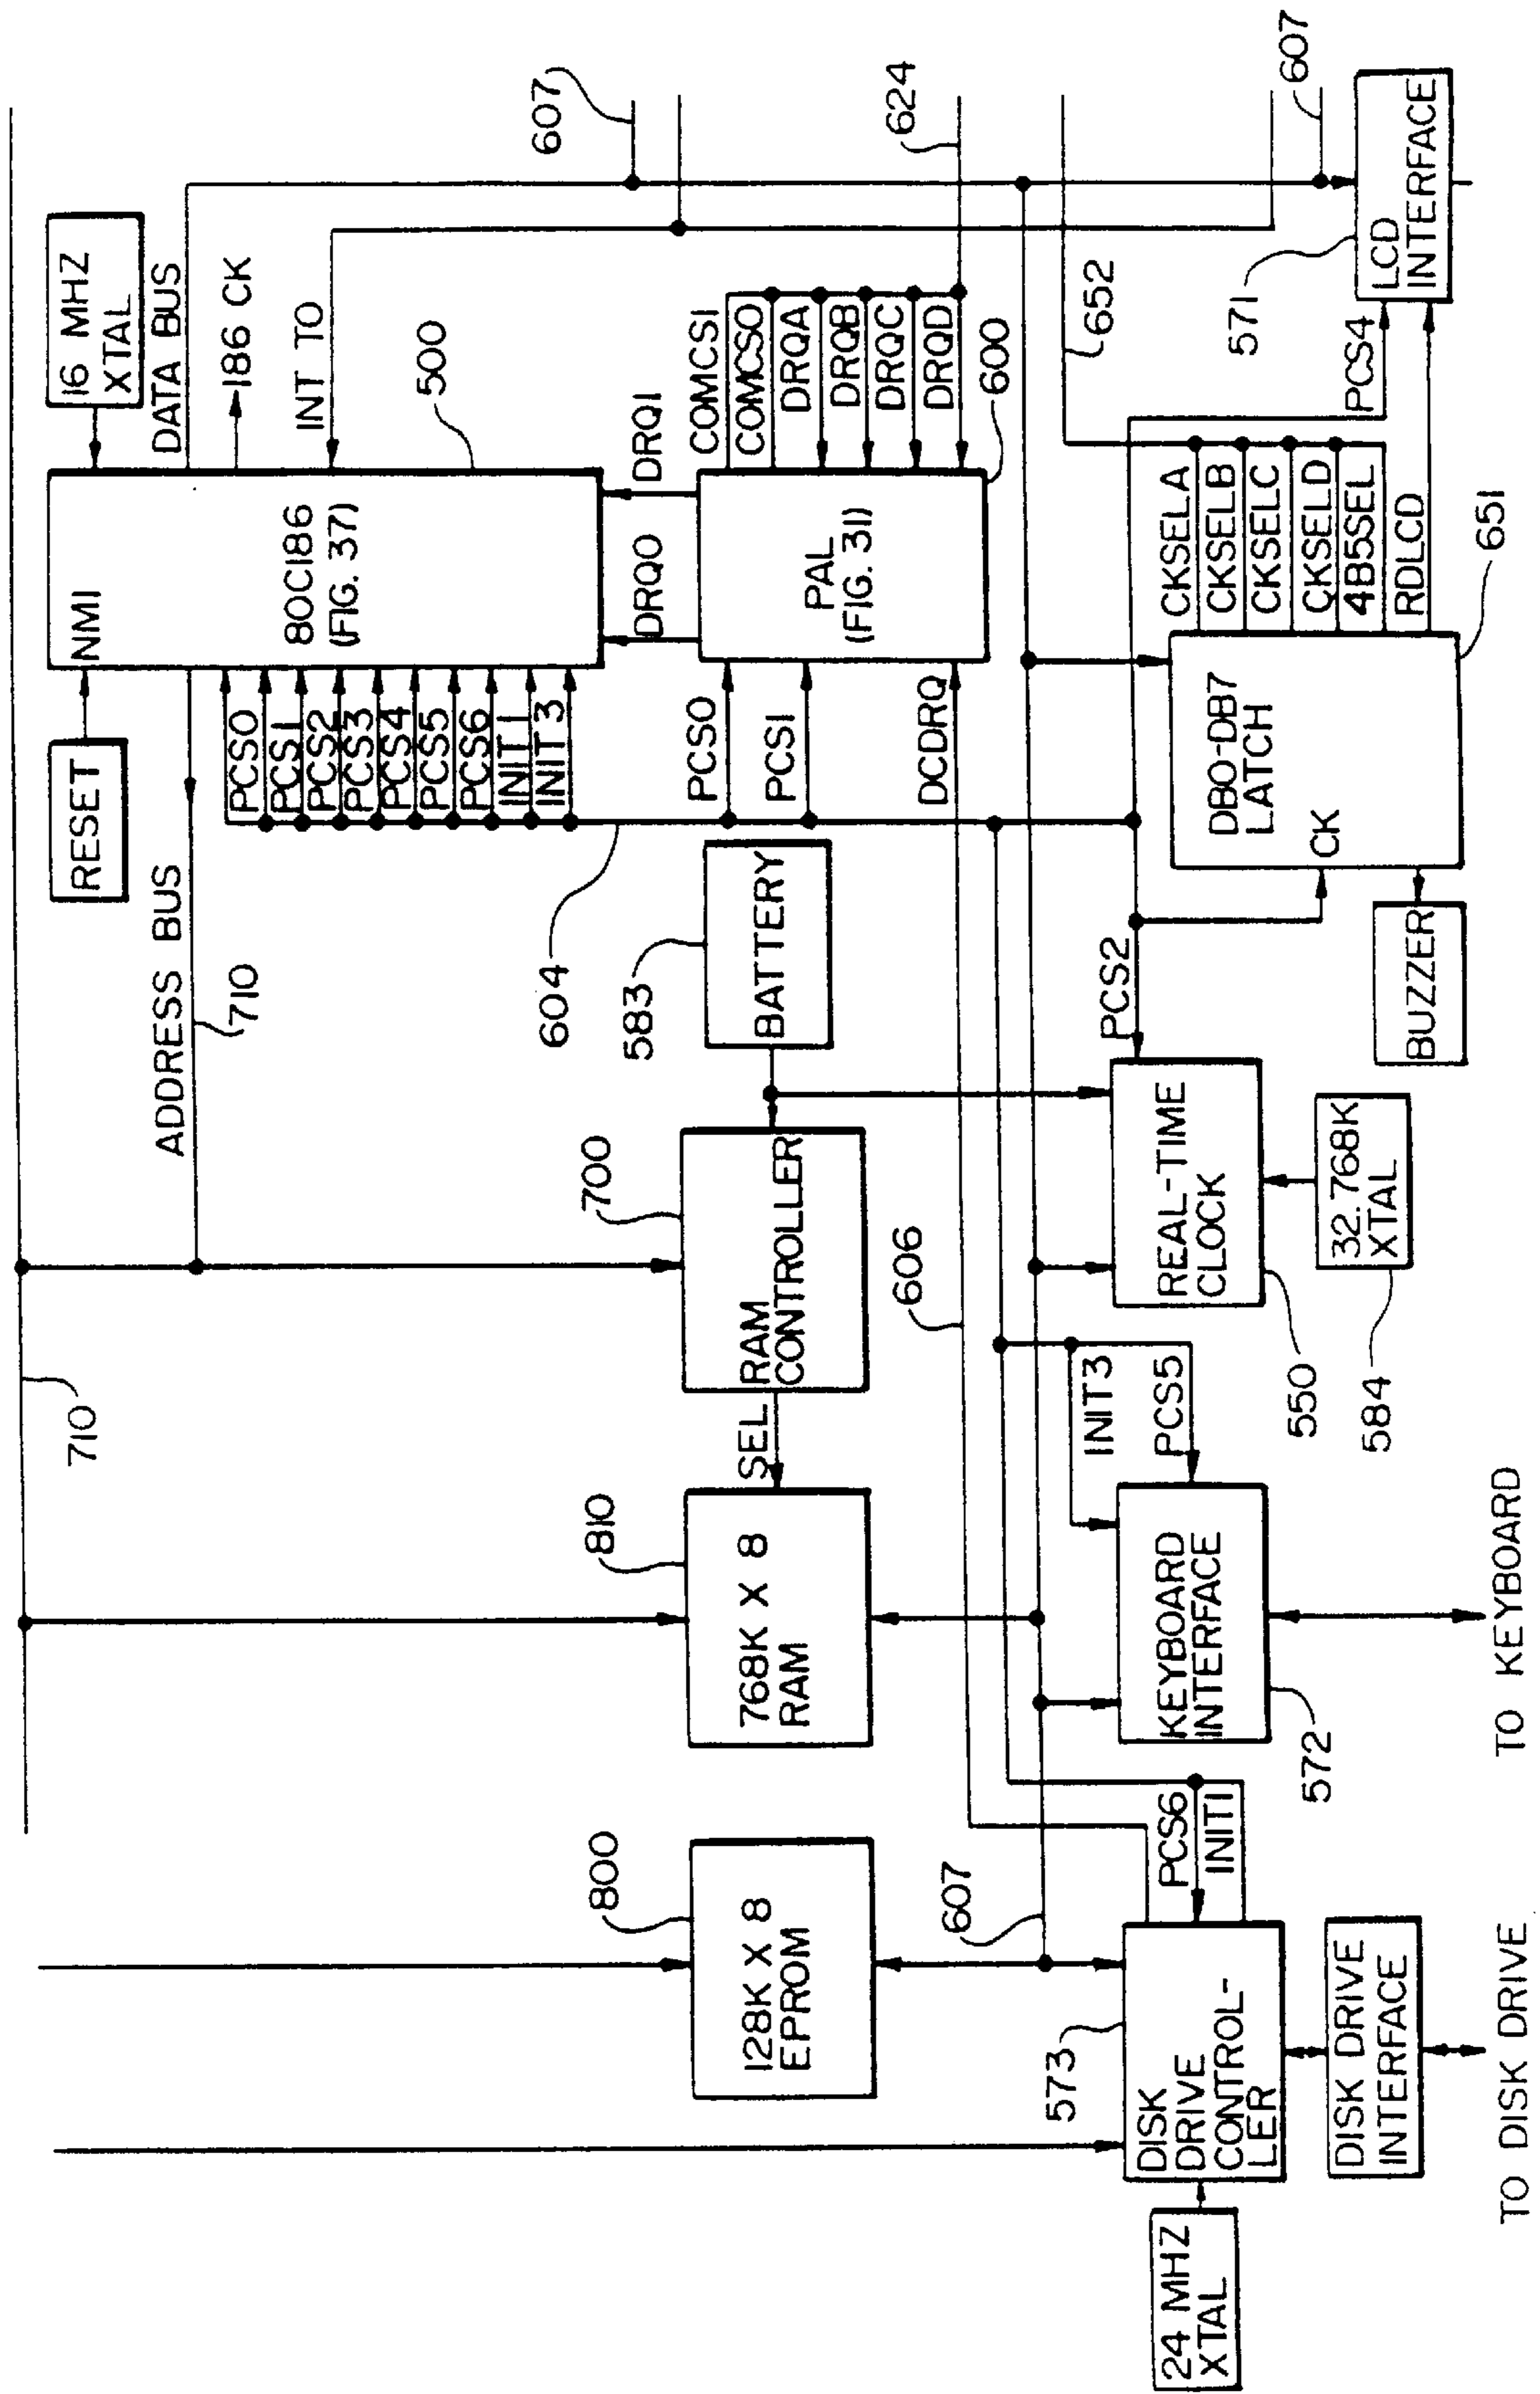 16 MHZ
XTAL
DATA BUS
186 CK
INT TO
500
NMI
80C186
(FIG. 37)
RESET
ADDRESS BUS
710
710
PCS0
PCS1
PCS2
PCS3
PCS4
PCS5
PCS6
INIT1
INIT 3
DRQ0
DRQ1
607
624
COMCS1
COMCS0
DRQA
DRQB
DRQC
DRQD
600
PAL
(FIG. 31)
PCS0
PCS1
DCDRQ
604
583
BATTERY
700
RAM
CONTROLLER
SEL
810
768K X 8
RAM
800
128K X 8
EPROM
606
607
652
607
571
LCD
INTERFACE
PCS4
CKSELA
CKSELB
CKSELC
CKSELD
4B5SEL
RDLCD
651
DB0-DB7
LATCH
CK
BUZZER
PCS2
REAL-TIME
CLOCK
550
32.768K
XTAL
584
INIT3
PCS5
KEYBOARD
INTERFACE
572
TO KEYBOARD
PCS6
INIT1
573
DISK
DRIVE
CONTROL-
LER
24 MHZ
XTAL
DISK DRIVE
INTERFACE
TO DISK DRIVE